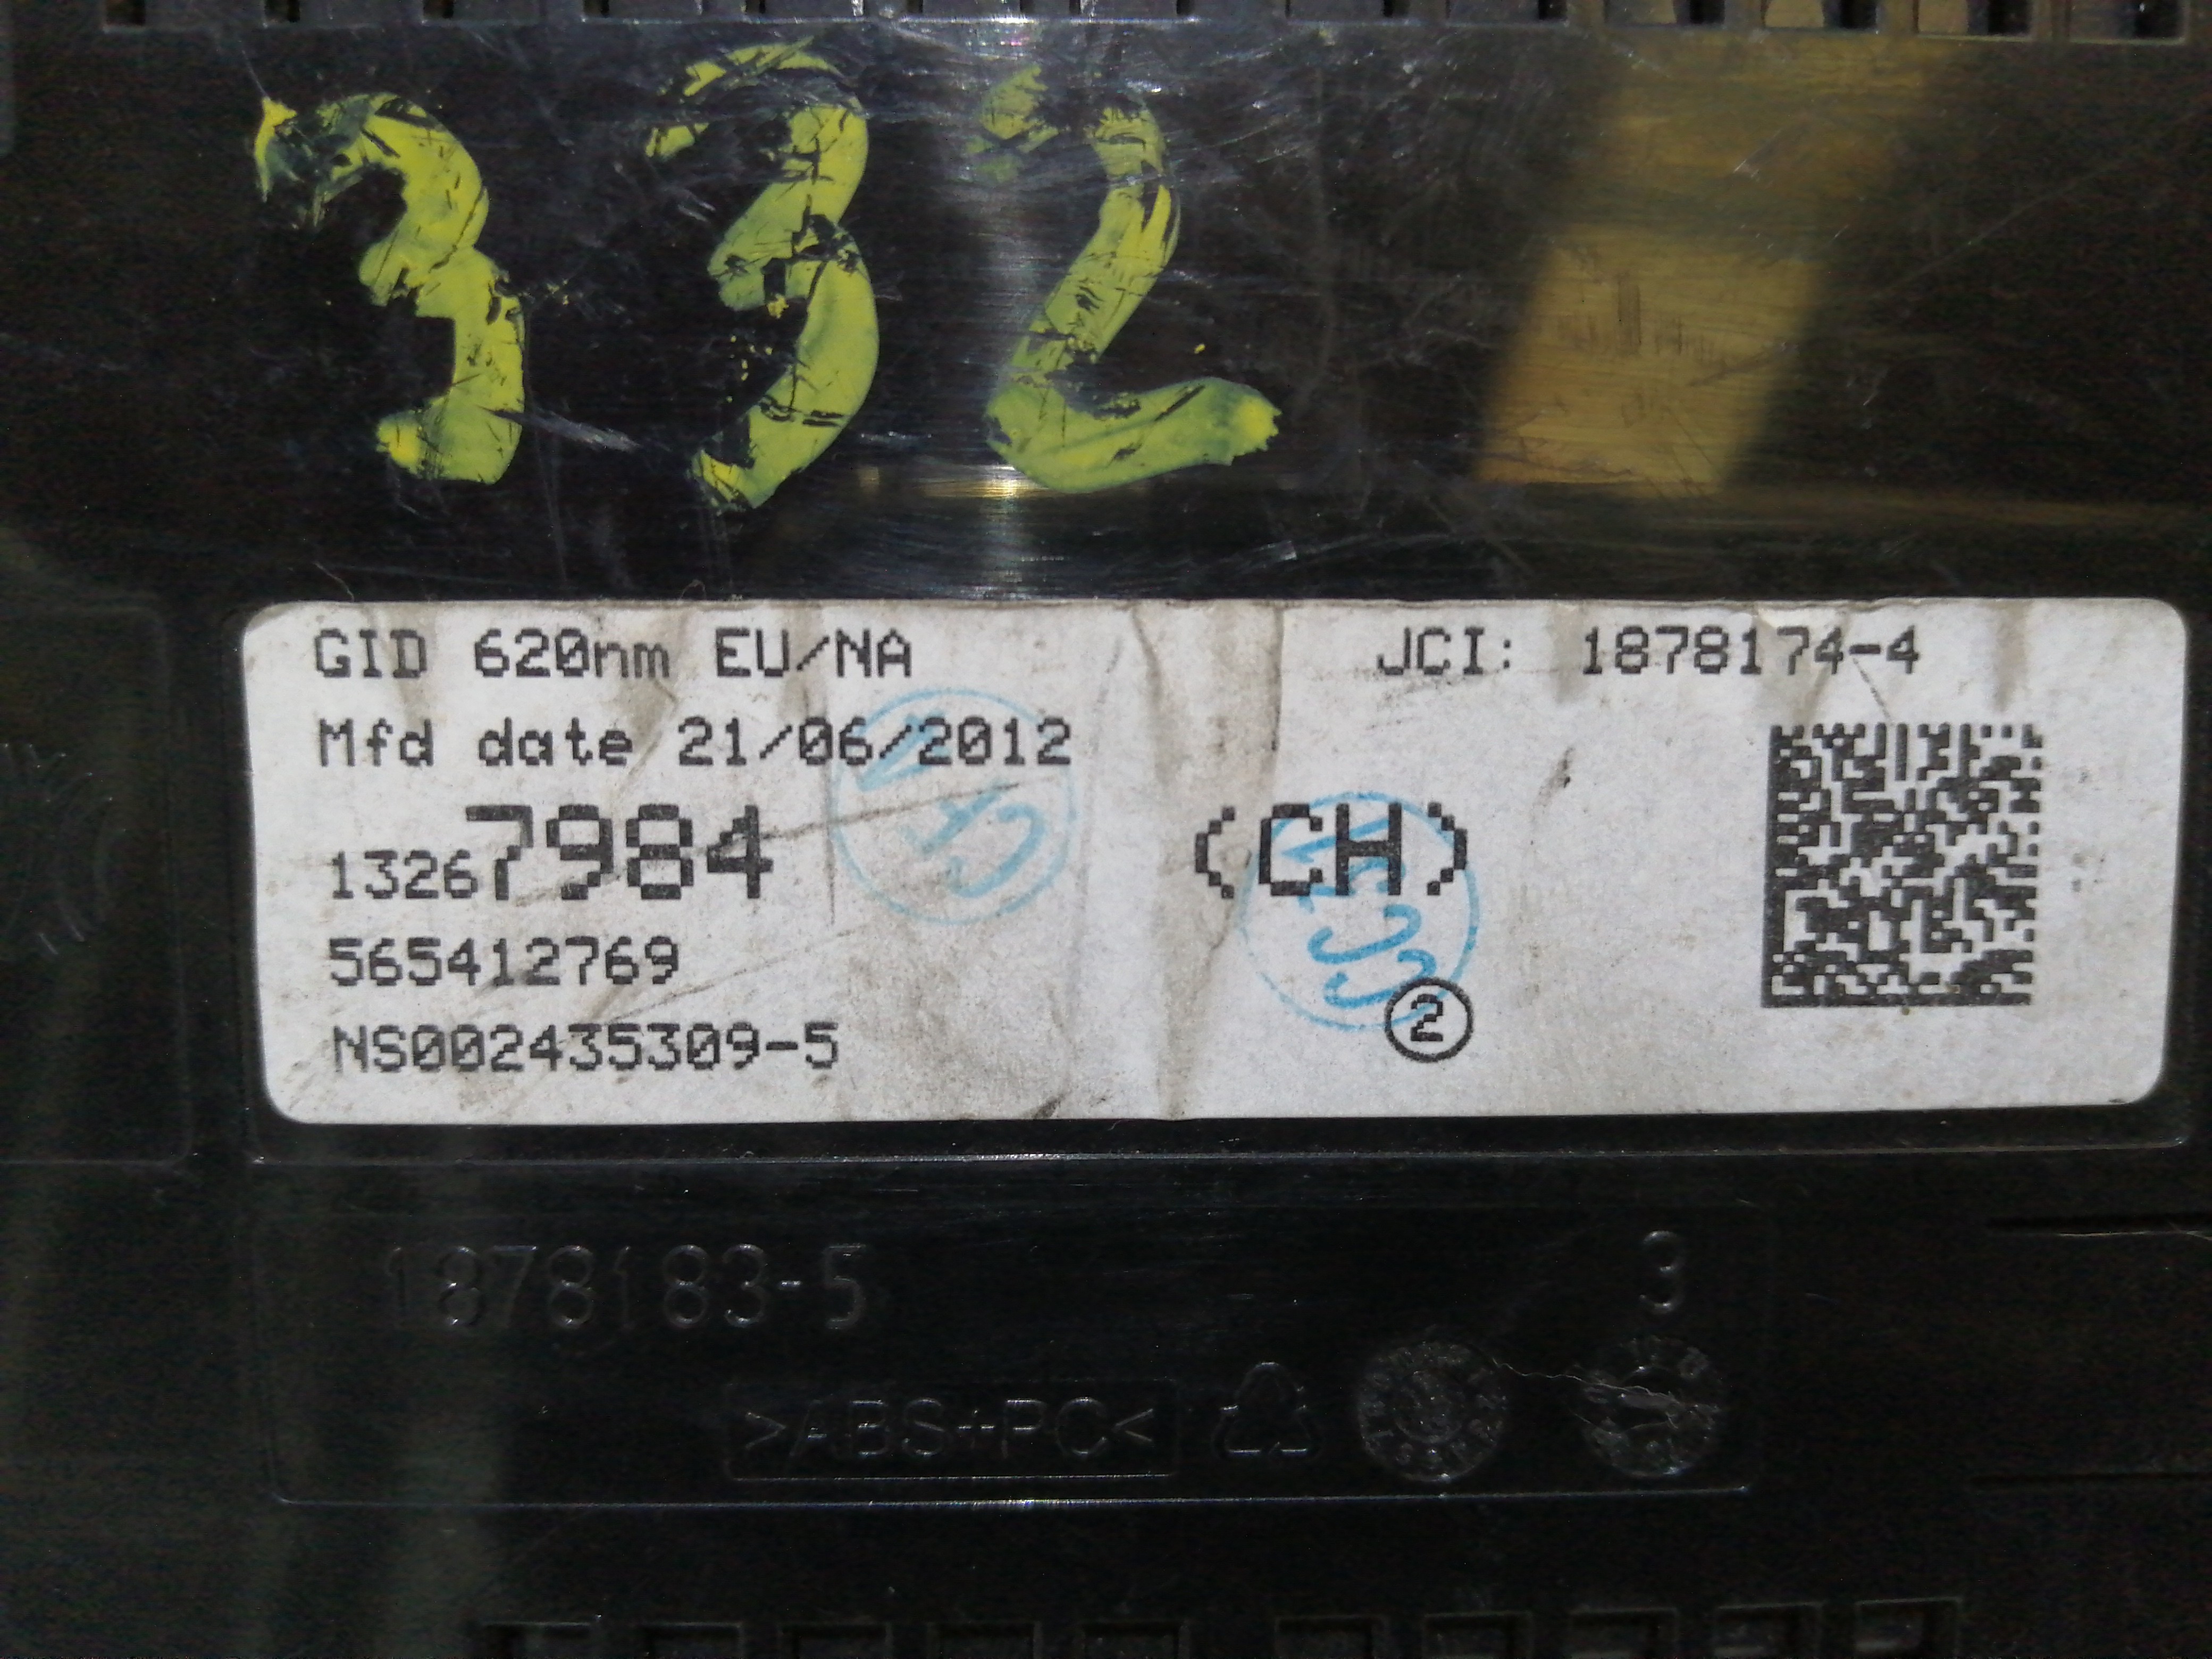 332
GID 620nm EU/NA JCI: 1878174-4
Mfd date 21/06/2012
13267984 (CH)
565412769
2
NS002435309-5
1878183-5 3
>ABS+PC<